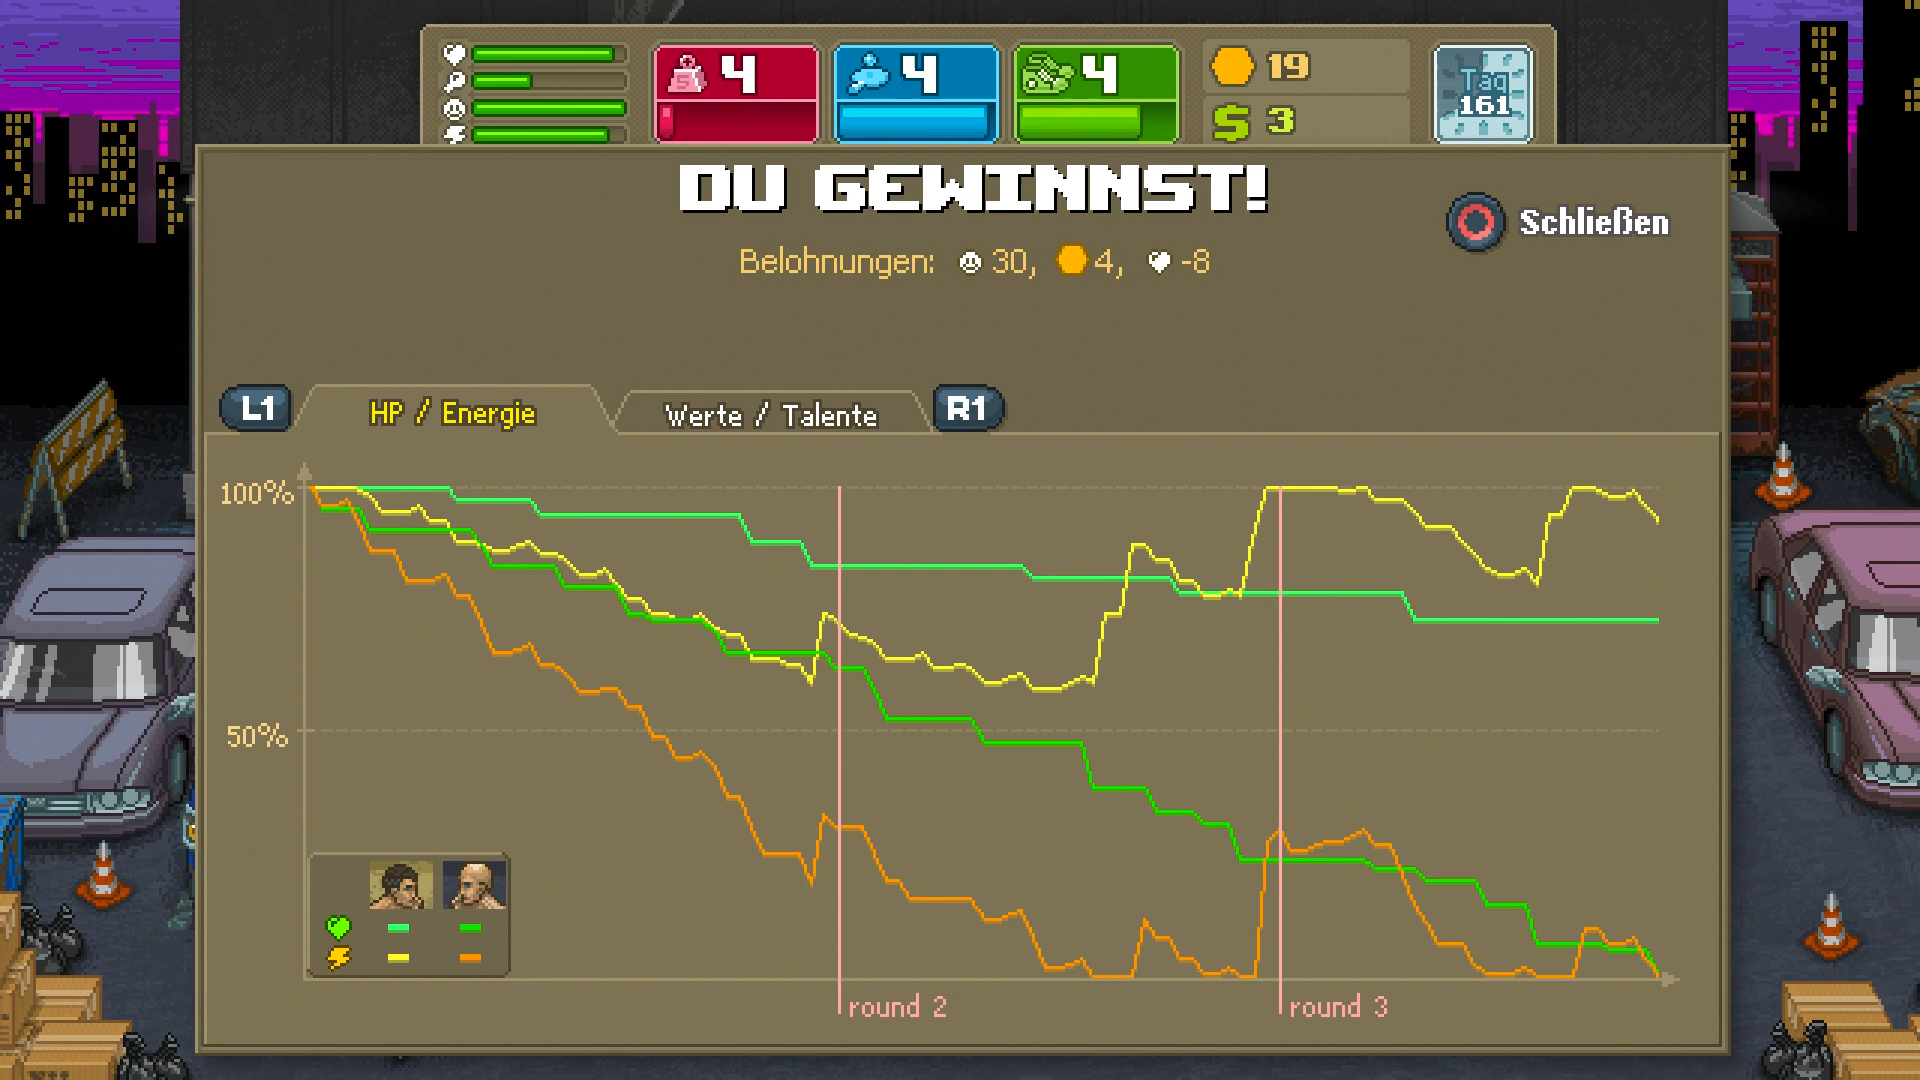 4
4
4
19
3
Tag
161
DU GEWINNST!
Schließen
Belohnungen: 30, 4, -8
L1
HP / Energie
Werte / Talente
R1
100%
50%
round 2
round 3